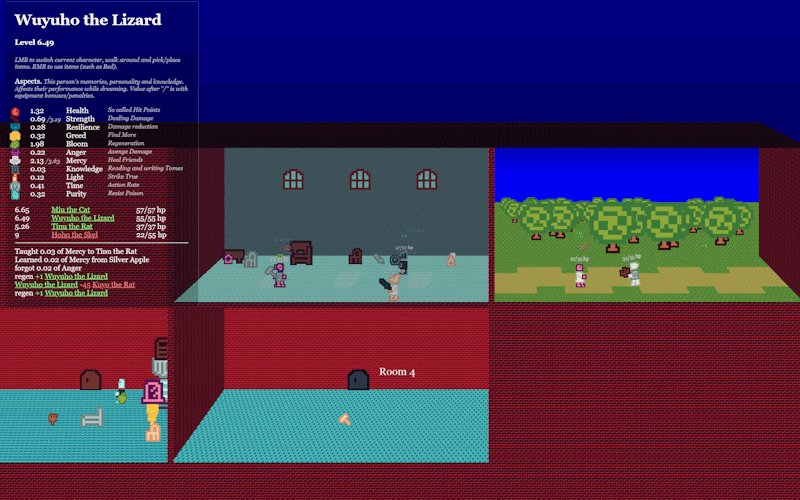 Wuyuho the Lizard
Level 6.49
LMB to switch current character, walk around and pick/place
items. RMB to use items (such as Bed).
Aspects. This person's memories, personality and knowledge.
Affects their performance while dreaming. Value after "/" is with
equipment bonuses/penalties.
1.32 Health So called Hit Points
0.69 /3.19 Strength Dealing Damage
0.28 Resilience Damage reduction
0.32 Greed Find More
1.98 Bloom Regeneration
0.22 Anger Avenge Damage
2.13 /3.63 Mercy Heal Friends
0.03 Knowledge Reading and writing Tomes
0.12 Light Strike True
0.41 Time Action Rate
0.32 Purity Resist Poison
6.65 Miu the Cat 57/57 hp
6.49 Wuyuho the Lizard 55/55 hp
5.26 Tinu the Rat 37/37 hp
9 Hoho the Skel 22/55 hp
Taught 0.03 of Mercy to Tinu the Rat
Learned 0.02 of Mercy from Silver Apple
forgot 0.02 of Anger
regen +1 Wuyuho the Lizard
Wuyuho the Lizard -45 Kuyo the Rat
regen +1 Wuyuho the Lizard
Room 4